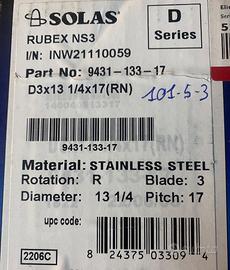 SOLAS
D
Series
RUBEX NS3
I/N: INW21110059
Part No: 9431-133-17
D3x13 1/4x17(RN)
101-5-3
9431-133-17
Material: STAINLESS STEEL
Rotation: R Blade: 3
Diameter: 13 1/4 Pitch: 17
upc code:
2206C
8 24375 03309 4